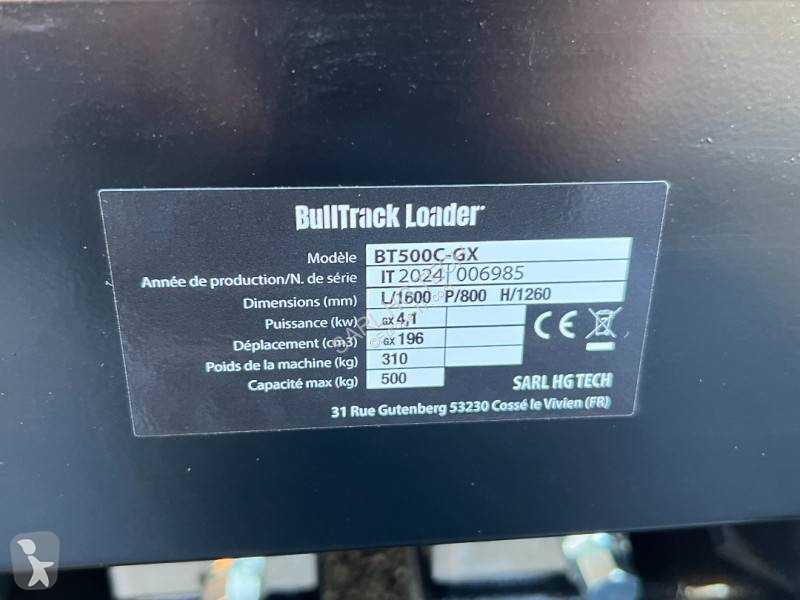 BullTrack Loader
Modèle BT500C-GX
Année de production/N. de série IT 2024 006985
Dimensions (mm) L/1600 P/800 H/1260
Puissance (kw) GX 4,1
Déplacement (cm3) GX 196
Poids de la machine (kg) 310
Capacité max (kg) 500
CE
SARL HG TECH
31 Rue Gutenberg 53230 Cossé le Vivien (FR)